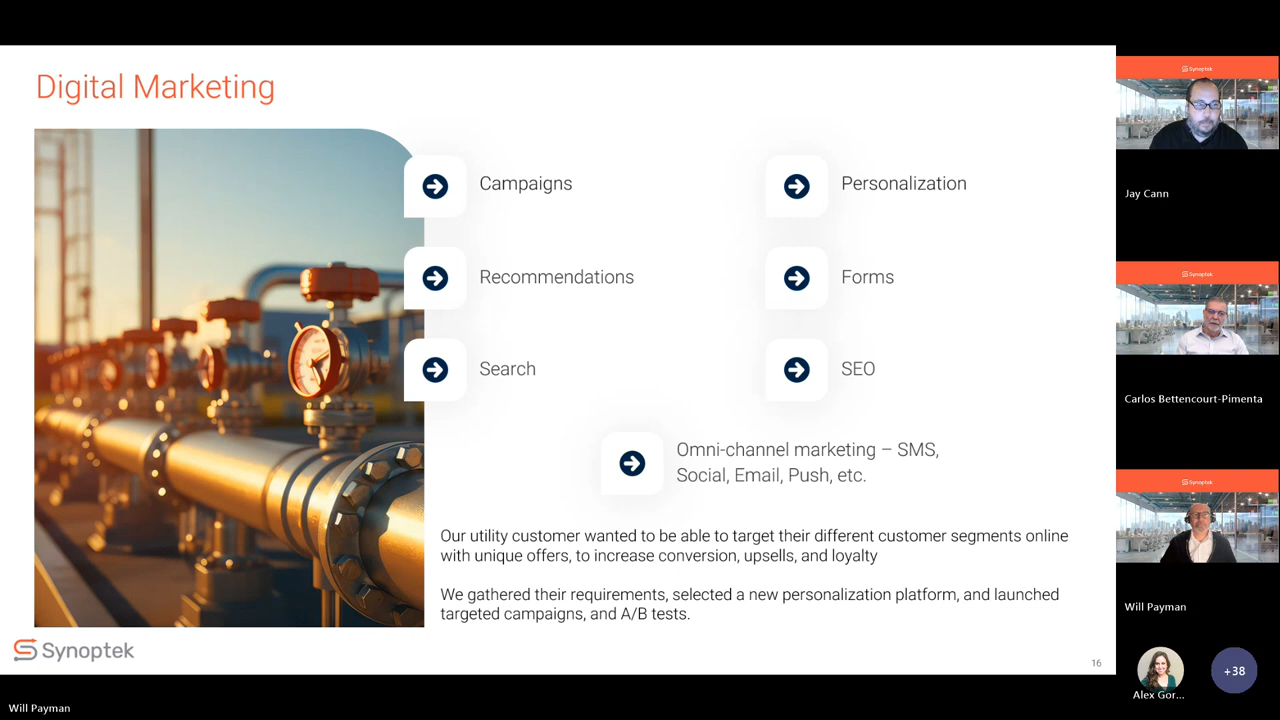 Digital Marketing
Campaigns
Personalization
Recommendations
Forms
Search
SEO
Omni-channel marketing – SMS,
Social, Email, Push, etc.
Our utility customer wanted to be able to target their different customer segments online
with unique offers, to increase conversion, upsells, and loyalty
We gathered their requirements, selected a new personalization platform, and launched
targeted campaigns, and A/B tests.
Synoptek
16
Synoptek
Jay Cann
Synoptek
Carlos Bettencourt-Pimenta
Synoptek
Will Payman
Alex Gor...
+38
Will Payman